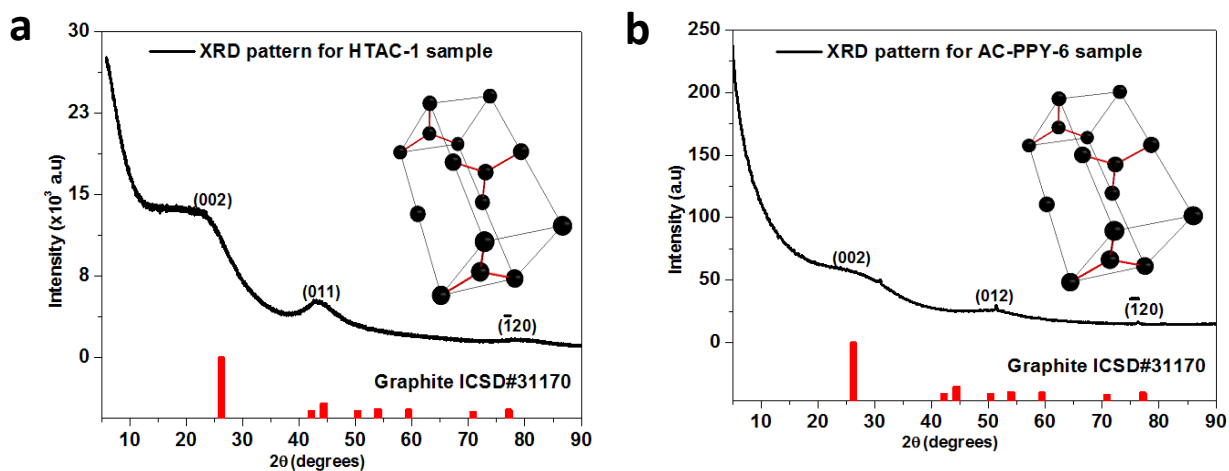 a
XRD pattern for HTAC-1 sample
30
23
15
8
0
Intensity (x10³ a.u)
(002)
(011)
(1̅20)
Graphite ICSD#31170
10 20 30 40 50 60 70 80 90
2θ (degrees)
b
XRD pattern for AC-PPY-6 sample
250
200
150
100
50
0
Intensity (a.u)
(002)
(012)
(1̅20)
Graphite ICSD#31170
10 20 30 40 50 60 70 80 90
2θ (degrees)